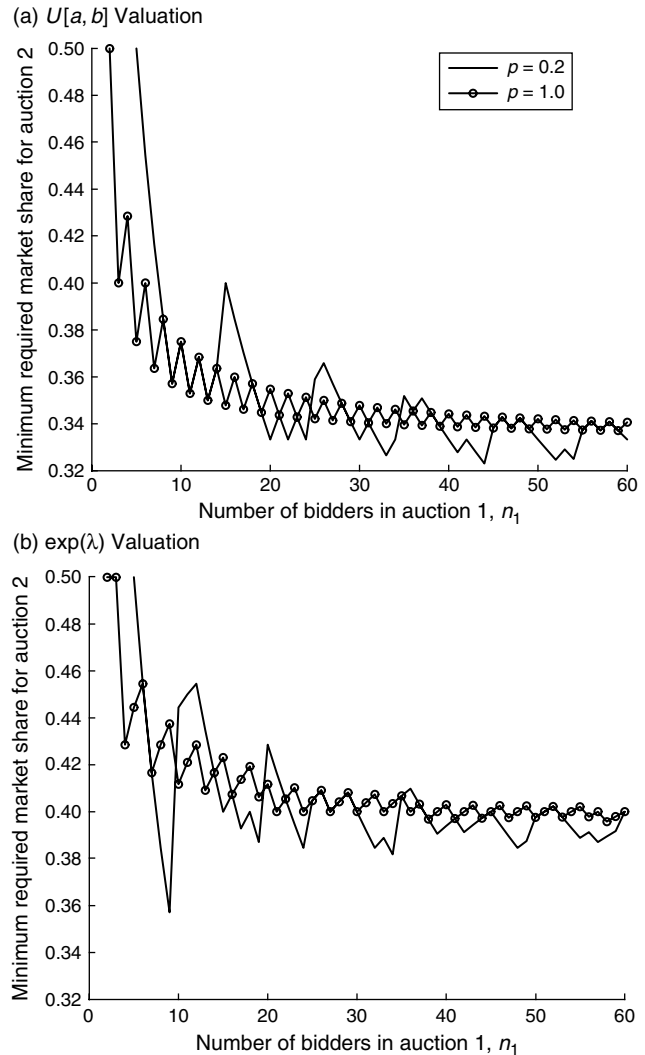 (a) U[a, b] Valuation
0.50
0.48
0.46
0.44
0.42
0.40
0.38
0.36
0.34
0.32
Minimum required market share for auction 2
p = 0.2
p = 1.0
0 10 20 30 40 50 60
Number of bidders in auction 1, n₁
(b) exp(λ) Valuation
0.50
0.48
0.46
0.44
0.42
0.40
0.38
0.36
0.34
0.32
Minimum required market share for auction 2
0 10 20 30 40 50 60
Number of bidders in auction 1, n₁